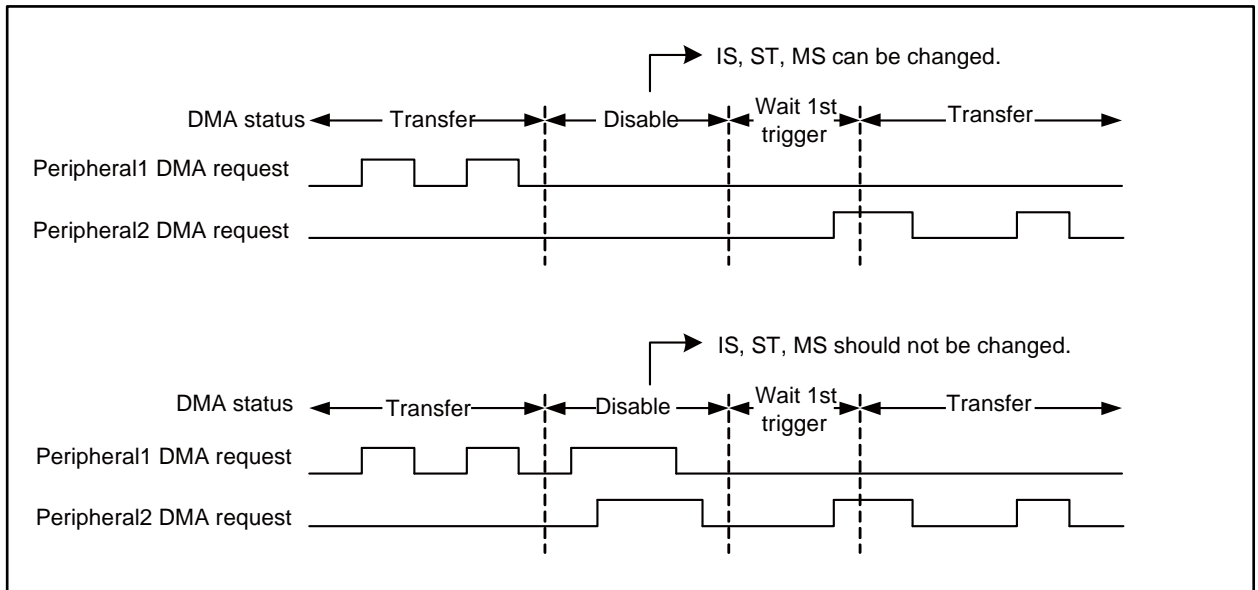 IS, ST, MS can be changed.
DMA status Transfer Disable Wait 1st trigger Transfer
Peripheral1 DMA request
Peripheral2 DMA request
IS, ST, MS should not be changed.
DMA status Transfer Disable Wait 1st trigger Transfer
Peripheral1 DMA request
Peripheral2 DMA request